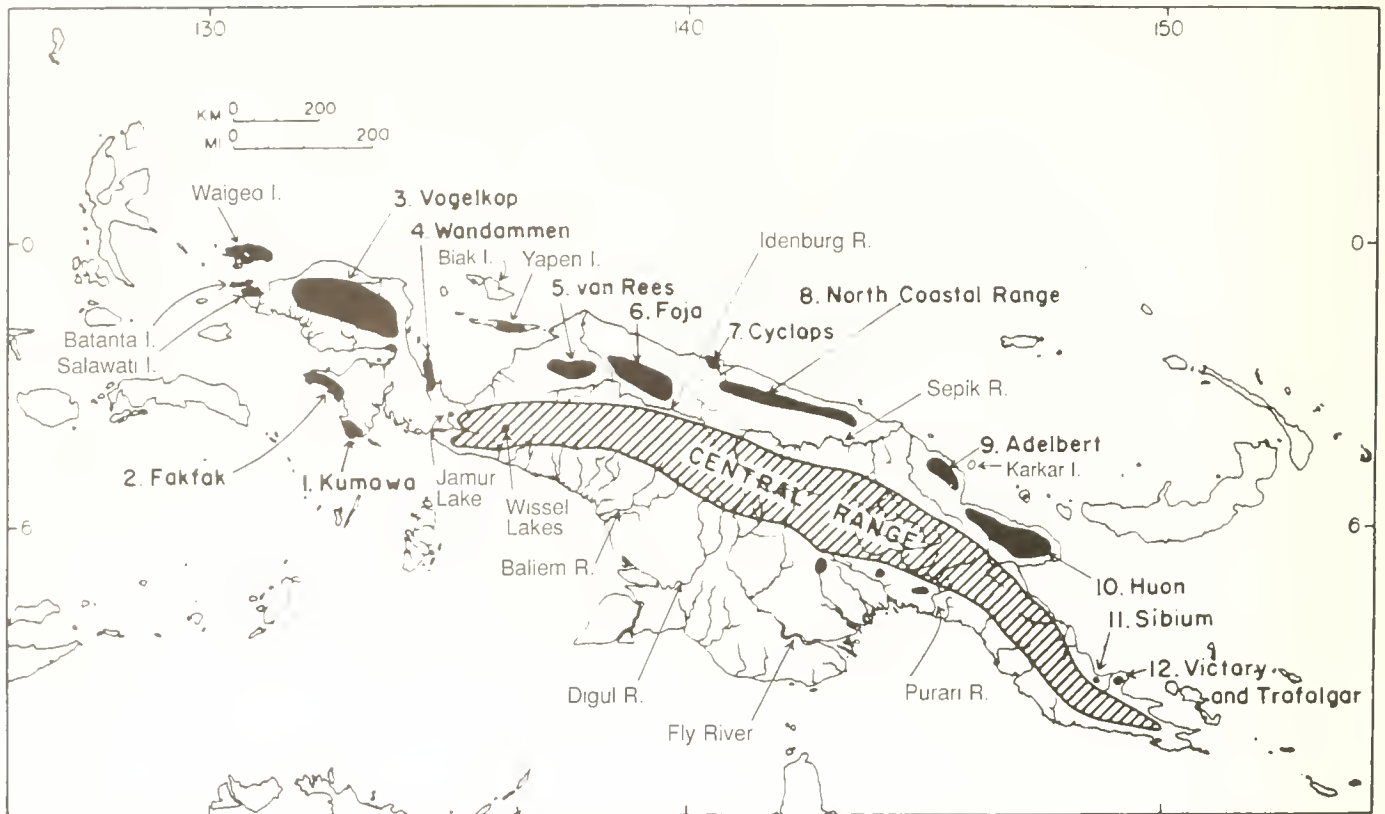 130
140
150
KM 0 200
MI 0 200
Waigeo I.
3. Vogelkop
4. Wandammen
Biak I.
Yapen I.
Idenburg R.
0
0
5. van Rees
6. Foja
8. North Coastal Range
7. Cyclops
Batanta I.
Salawati I.
Sepik R.
9. Adelbert
Karkar I.
2. Fakfak
1. Kumawa
Jamur
Lake
Wissel
Lakes
CENTRAL RANGE
6
6
Baliem R.
10. Huon
11. Sibium
12. Victory
and Trafalgar
Digul R.
Purari R.
Fly River